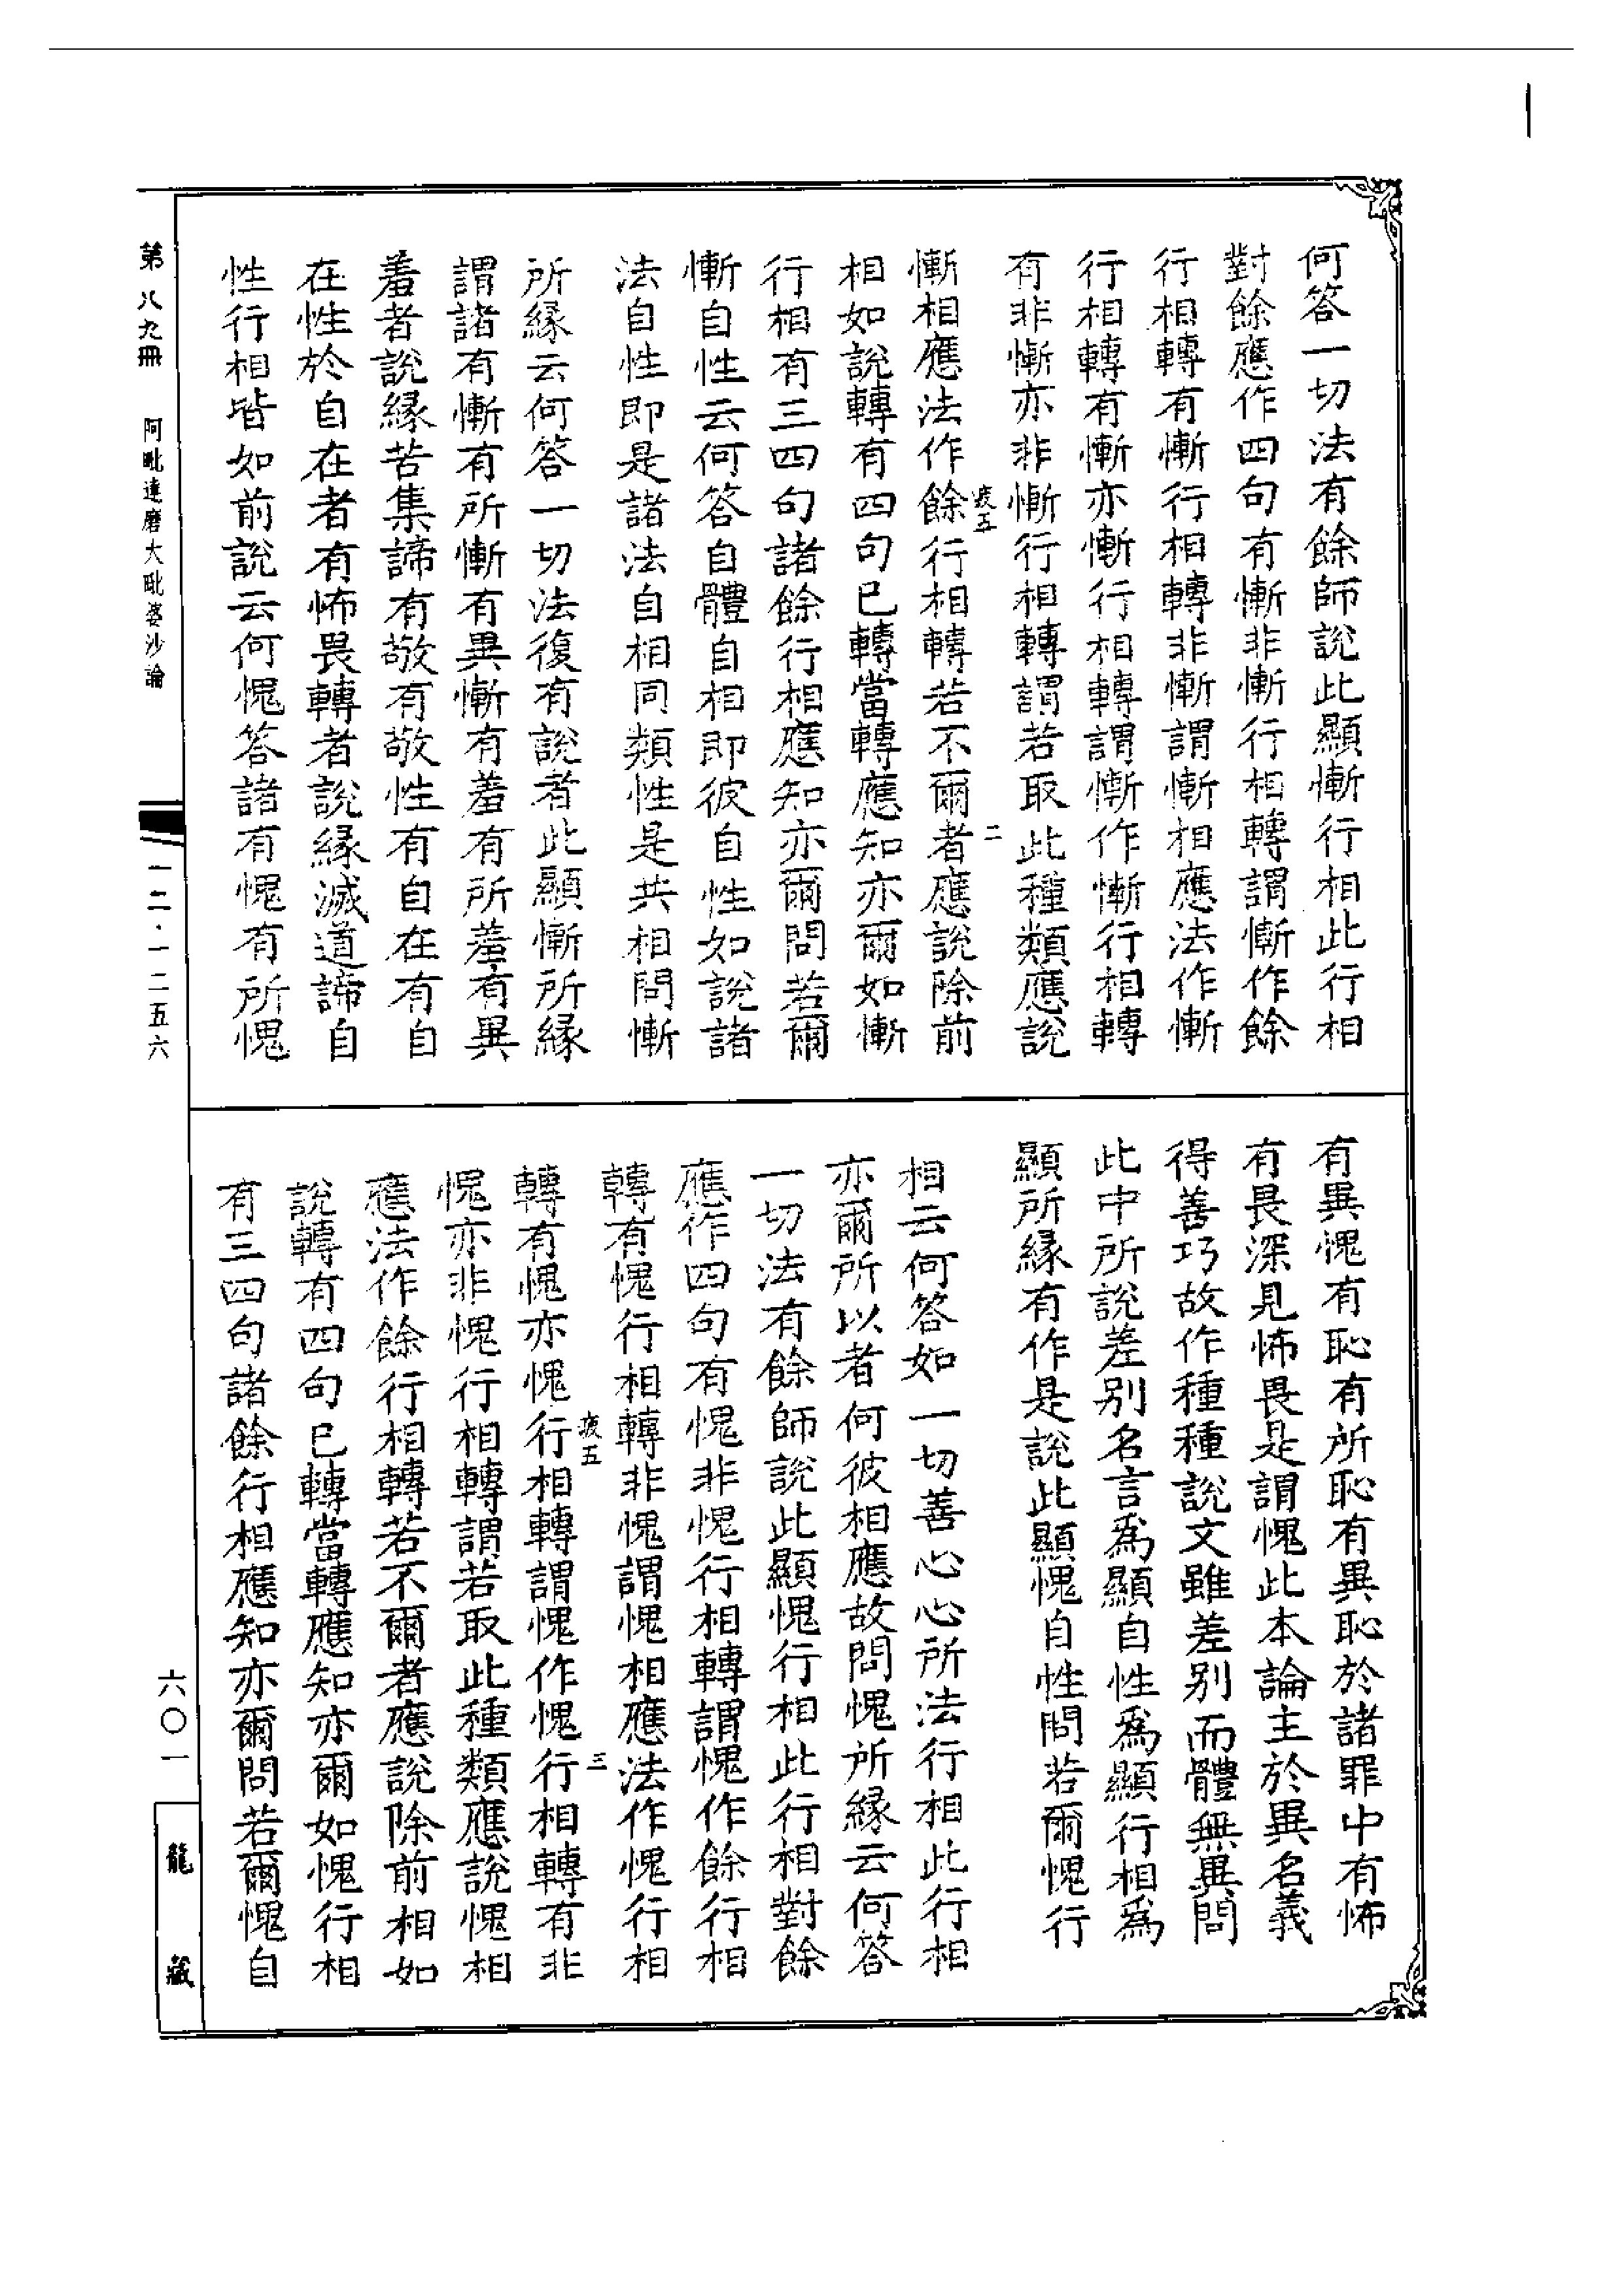 何答一切法有餘師說此顯慚行相此行相
對餘應作四句有慚非慚行相轉謂慚作餘
行相轉有慚行相轉非慚謂慚相應法作慚
行相轉有慚亦慚行相轉謂慚作慚行相轉
有非慚亦非慚行相轉謂若取此種類應說
疲五 二
慚相應法作餘行相轉若不爾者應說除前
相如說轉有四句已轉當轉應知亦爾如慚
行相有三四句諸餘行相應知亦爾問若爾
慚自性云何答自體自相即彼自性如說諸
法自性即是諸法自相同類性是共相問慚
所緣云何答一切法復有說者此顯慚所緣
謂諸有慚有所慚有異慚有羞有所羞有異
羞者說緣苦集諦有敬有敬性有自在有自
在性於自在者有怖畏轉者說緣滅道諦自
性行相皆如前說云何愧答諸有愧有所愧
有異愧有恥有所恥有異恥於諸罪中有怖
有畏深見怖畏是謂愧此本論主於異名義
得善巧故作種種說文雖差別而體無異問
此中所說差別名言為顯自性為顯行相為
顯所緣有作是說此顯愧自性問若爾愧行
相云何答如一切善心心所法行相此行相
亦爾所以者何彼相應故問愧所緣云何答
一切法有餘師說此顯愧行相此行相對餘
應作四句有愧非愧行相轉謂愧作餘行相
轉有愧行相轉非愧謂愧相應法作愧行相
疲五 三
轉有愧亦愧行相轉謂愧作愧行相轉有非
愧亦非愧行相轉謂若取此種類應說愧相
應法作餘行相轉若不爾者應說除前相如
說轉有四句已轉當轉應知亦爾如愧行相
有三四句諸餘行相應知亦爾問若爾愧自
第八九冊 阿毗達磨大毗婆沙論
一二·一二五六
六〇一
龍藏